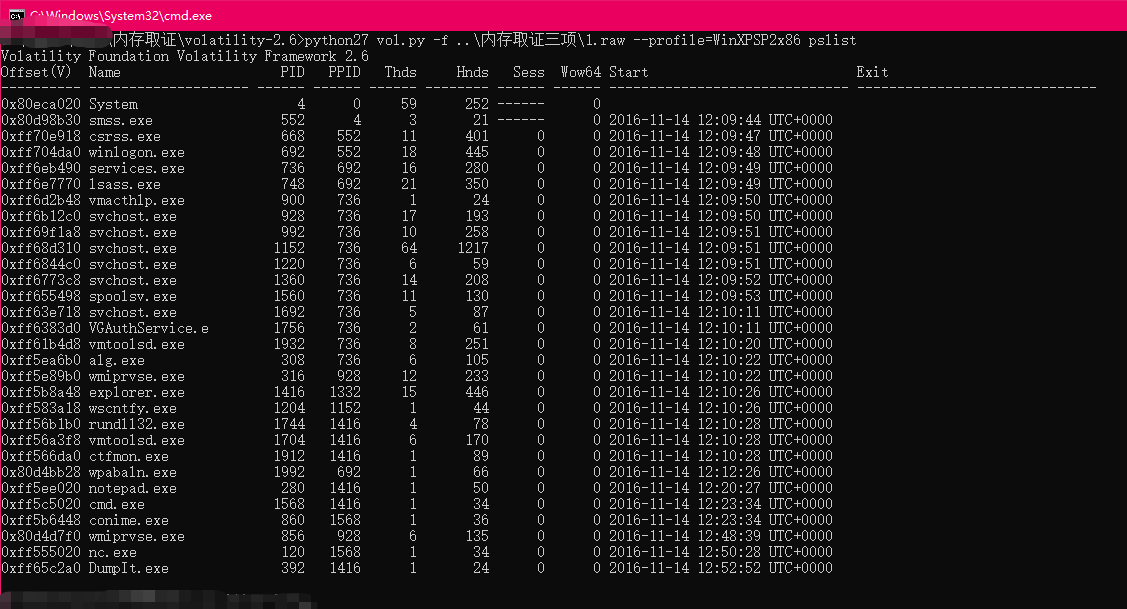 C:\Windows\System32\cmd.exe
\内存取证\volatility-2.6>python27 vol.py -f ..\内存取证三项\1.raw --profile=WinXPSP2x86 pslist
Volatility Foundation Volatility Framework 2.6
Offset(V) Name PID PPID Thds Hnds Sess Wow64 Start Exit
---------- -------------------- ------ ------ ------ -------- ------ ------ ------------------------------ ------------------------------
0x80eca020 System 4 0 59 252 ------ 0
0x80d98b30 smss.exe 552 4 3 21 ------ 0 2016-11-14 12:09:44 UTC+0000
0xff70e918 csrss.exe 668 552 11 401 0 0 2016-11-14 12:09:47 UTC+0000
0xff704da0 winlogon.exe 692 552 18 445 0 0 2016-11-14 12:09:48 UTC+0000
0xff6eb490 services.exe 736 692 16 280 0 0 2016-11-14 12:09:49 UTC+0000
0xff6e7770 lsass.exe 748 692 21 350 0 0 2016-11-14 12:09:49 UTC+0000
0xff6d2b48 vmacthlp.exe 900 736 1 24 0 0 2016-11-14 12:09:50 UTC+0000
0xff6b12c0 svchost.exe 928 736 17 193 0 0 2016-11-14 12:09:50 UTC+0000
0xff69f1a8 svchost.exe 992 736 10 258 0 0 2016-11-14 12:09:51 UTC+0000
0xff68d310 svchost.exe 1152 736 64 1217 0 0 2016-11-14 12:09:51 UTC+0000
0xff6844c0 svchost.exe 1220 736 6 59 0 0 2016-11-14 12:09:51 UTC+0000
0xff6773c8 svchost.exe 1360 736 14 208 0 0 2016-11-14 12:09:52 UTC+0000
0xff655498 spoolsv.exe 1560 736 11 130 0 0 2016-11-14 12:09:53 UTC+0000
0xff63e718 svchost.exe 1692 736 5 87 0 0 2016-11-14 12:10:11 UTC+0000
0xff6383d0 VGAuthService.e 1756 736 2 61 0 0 2016-11-14 12:10:11 UTC+0000
0xff61b4d8 vmtoolsd.exe 1932 736 8 251 0 0 2016-11-14 12:10:20 UTC+0000
0xff5ea6b0 alg.exe 308 736 6 105 0 0 2016-11-14 12:10:22 UTC+0000
0xff5e89b0 wmiprvse.exe 316 928 12 233 0 0 2016-11-14 12:10:22 UTC+0000
0xff5b8a48 explorer.exe 1416 1332 15 446 0 0 2016-11-14 12:10:26 UTC+0000
0xff583a18 wscntfy.exe 1204 1152 1 44 0 0 2016-11-14 12:10:26 UTC+0000
0xff56b1b0 rundll32.exe 1744 1416 4 78 0 0 2016-11-14 12:10:28 UTC+0000
0xff56a3f8 vmtoolsd.exe 1704 1416 6 170 0 0 2016-11-14 12:10:28 UTC+0000
0xff566da0 ctfmon.exe 1912 1416 1 89 0 0 2016-11-14 12:10:28 UTC+0000
0x80d4bb28 wpabaln.exe 1992 692 1 66 0 0 2016-11-14 12:12:26 UTC+0000
0xff5ee020 notepad.exe 280 1416 1 50 0 0 2016-11-14 12:20:27 UTC+0000
0xff5c5020 cmd.exe 1568 1416 1 34 0 0 2016-11-14 12:23:34 UTC+0000
0xff5b6448 conime.exe 860 1568 1 36 0 0 2016-11-14 12:23:34 UTC+0000
0x80d4d7f0 wmiprvse.exe 856 928 6 135 0 0 2016-11-14 12:48:39 UTC+0000
0xff555020 nc.exe 120 1568 1 34 0 0 2016-11-14 12:50:28 UTC+0000
0xff65c2a0 DumpIt.exe 392 1416 1 24 0 0 2016-11-14 12:52:52 UTC+0000